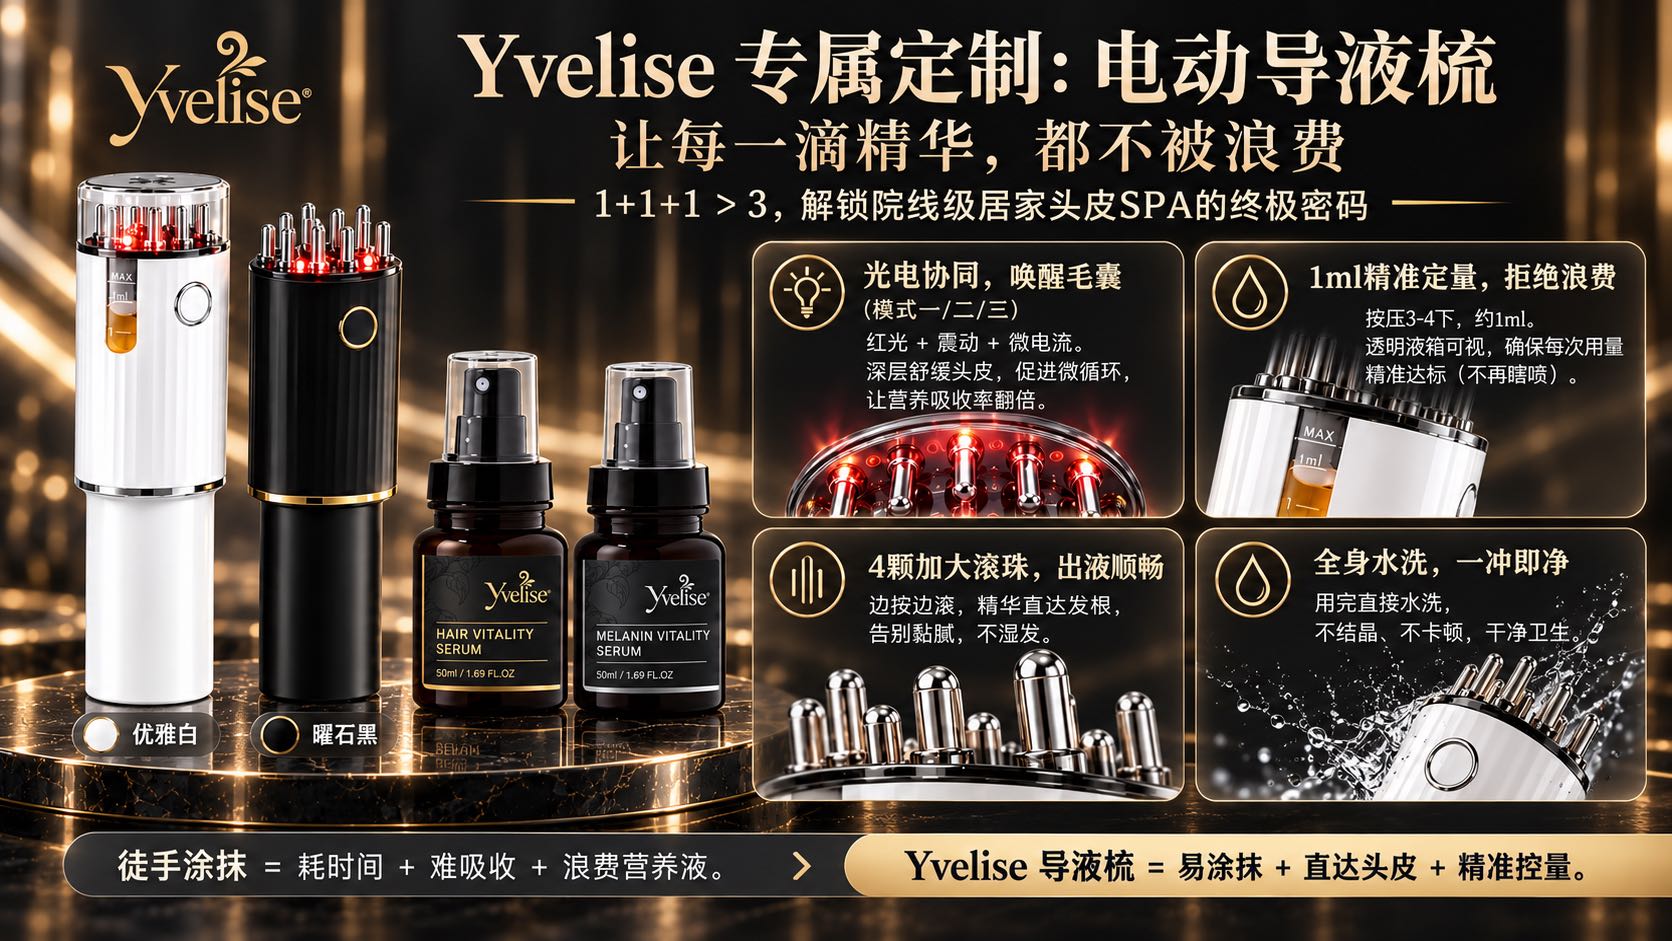 Yvelise®
Yvelise 专属定制：电动导液梳
让每一滴精华，都不被浪费
1+1+1 > 3，解锁院线级居家头皮SPA的终极密码
光电协同，唤醒毛囊
(模式一/二/三)
红光 + 震动 + 微电流。
深层舒缓头皮，促进微循环，
让营养吸收率翻倍。
1ml精准定量，拒绝浪费
按压3-4下，约1ml。
透明液箱可视，确保每次用量
精准达标（不再瞎喷）。
MAX
1ml
1
4颗加大滚珠，出液顺畅
边按边滚，精华直达发根，
告别黏腻，不湿发。
全身水洗，一冲即净
用完直接水洗，
不结晶、不卡顿，干净卫生。
MAX
1ml
1
Yvelise®
HAIR VITALITY
SERUM
50ml / 1.69 FL.OZ
Yvelise®
MELANIN VITALITY
SERUM
50ml / 1.69 FL.OZ
优雅白
曜石黑
徒手涂抹 = 耗时间 + 难吸收 + 浪费营养液。
Yvelise 导液梳 = 易涂抹 + 直达头皮 + 精准控量。